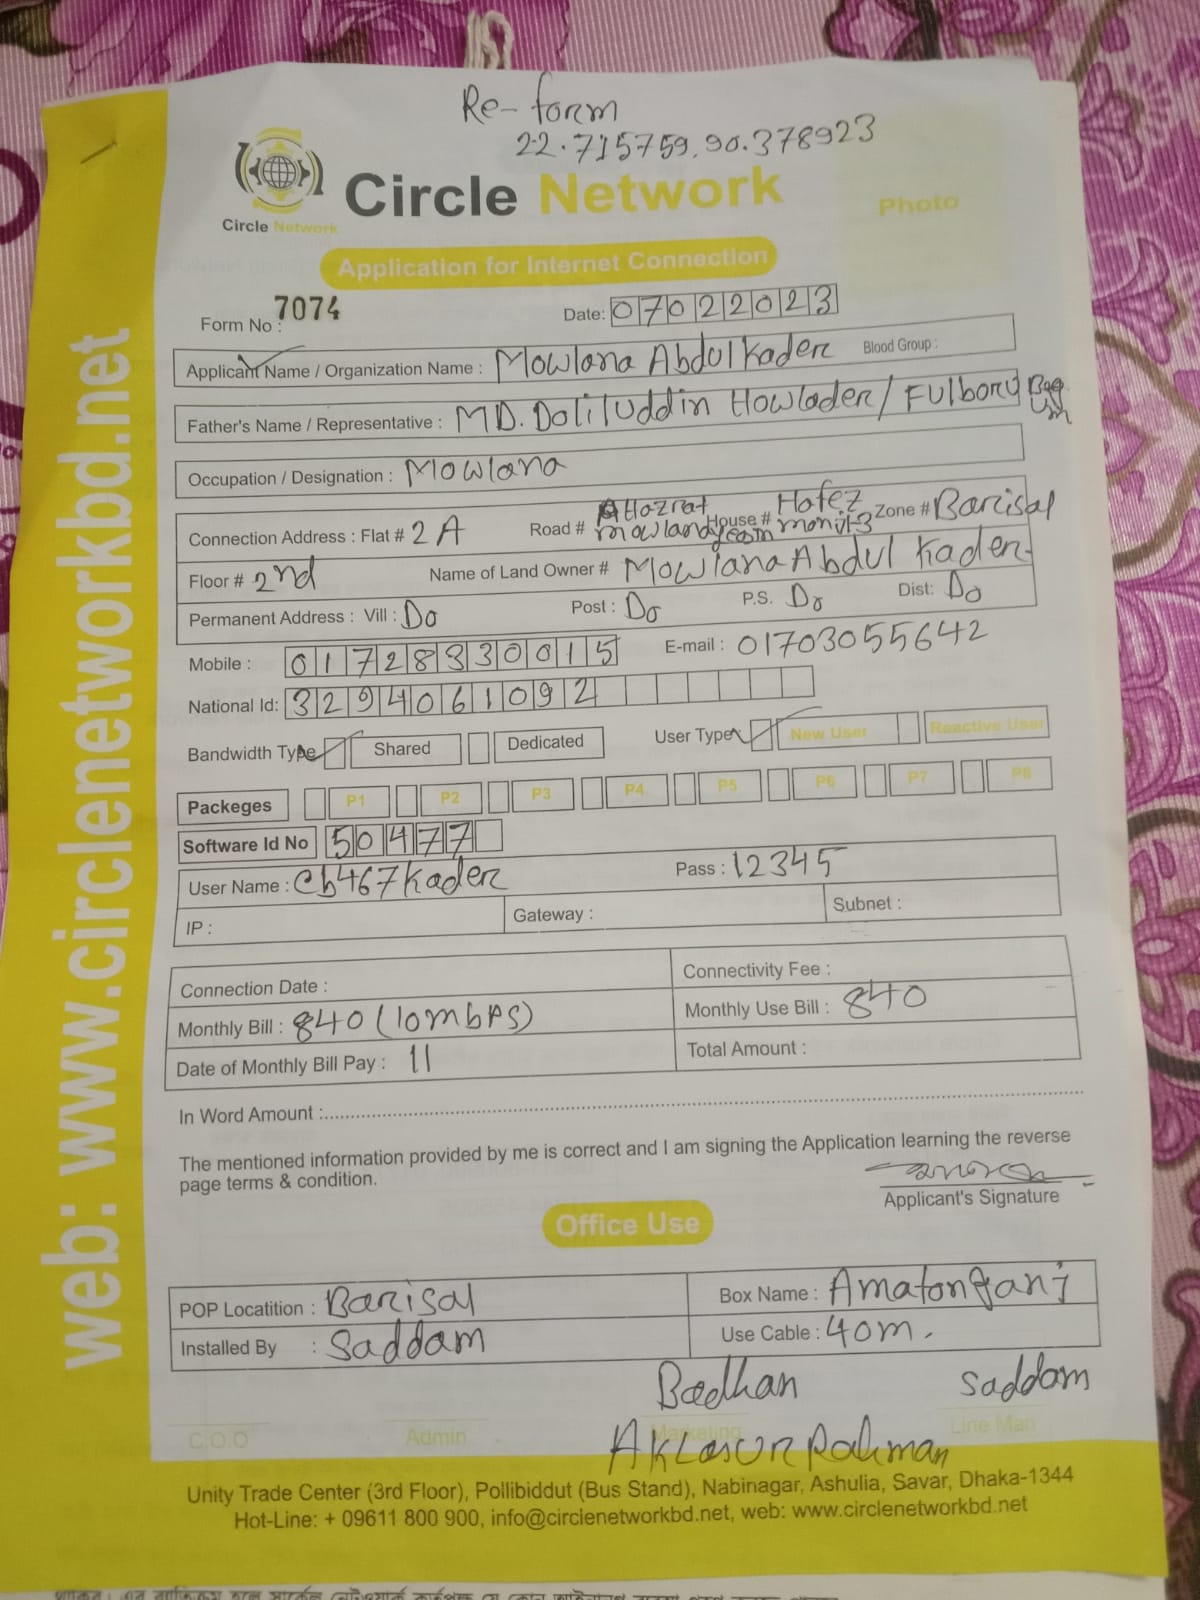 Re-form
22.715759,90.378923
Circle Network
Circle Network
Photo
Application for Internet Connection
Form No : 7074
Date: 07022023
Applicant Name / Organization Name : Mowlana Abdul Kader Blood Group :
Father's Name / Representative : MD. Doliluddin Howlader/ Fulbory
Occupation / Designation : Mowlana
Connection Address : Flat # 2A Road # Hazrat House # Hafez Zone # Barisal
Floor # 2nd Name of Land Owner # Mowlana Abdul Kader
Permanent Address : Vill : Do Post : Do P.S. Do Dist: Do
Mobile : 01728330015 E-mail : 01703055642
National Id: 3294061092
Bandwidth Type Shared Dedicated User Type New User Reactive User
Packeges P1 P2 P3 P4 P5 P6 P7 P8
Software Id No 50477
User Name : cb467kader Pass : 12345
IP : Gateway : Subnet :
Connection Date : Connectivity Fee :
Monthly Bill : 840 (10mbps) Monthly Use Bill : 840
Date of Monthly Bill Pay : 11 Total Amount :
In Word Amount :
The mentioned information provided by me is correct and I am signing the Application learning the reverse
page terms & condition.
Applicant's Signature
Office Use
POP Locatition : Barisal Box Name : Amatonganj
Installed By : Saddam Use Cable : 40m.
Badhan Saddam
C.O.O Admin Marketing Line Man
Aklasur Rahman
Unity Trade Center (3rd Floor), Pollibiddut (Bus Stand), Nabinagar, Ashulia, Savar, Dhaka-1344
Hot-Line: + 09611 800 900, info@circlenetworkbd.net, web: www.circlenetworkbd.net
web: www.circlenetworkbd.net